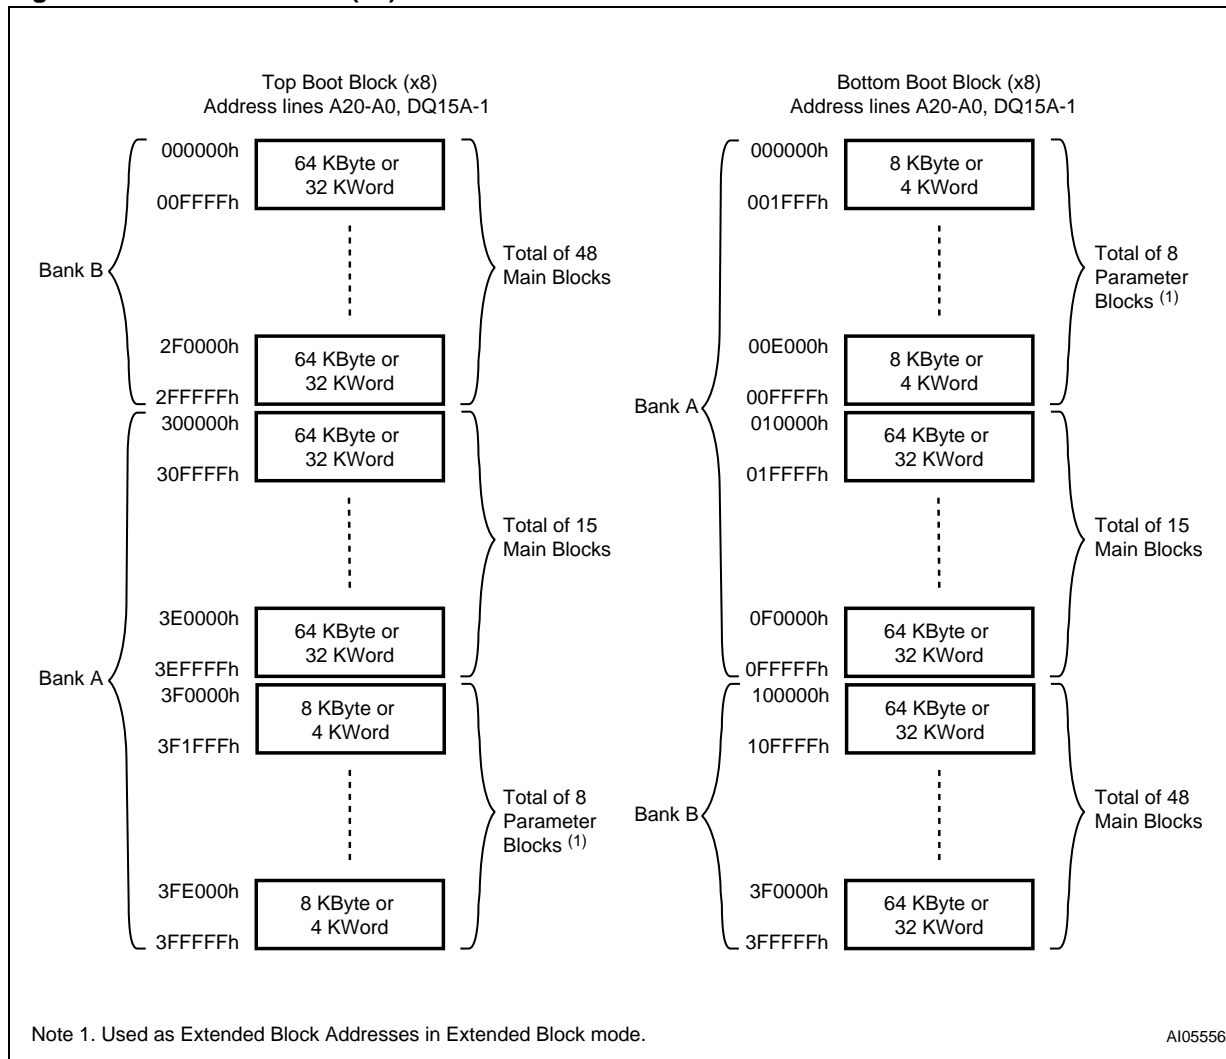 Top Boot Block (x8)
Address lines A20-A0, DQ15A-1
000000h
64 KByte or
32 KWord
00FFFFh
Bank B
Total of 48
Main Blocks
2F0000h
64 KByte or
32 KWord
2FFFFFh
300000h
64 KByte or
32 KWord
30FFFFh
Total of 15
Main Blocks
3E0000h
64 KByte or
32 KWord
3EFFFFh
Bank A
3F0000h
8 KByte or
4 KWord
3F1FFFh
Total of 8
Parameter
Blocks (1)
3FE000h
8 KByte or
4 KWord
3FFFFFh
Bottom Boot Block (x8)
Address lines A20-A0, DQ15A-1
000000h
8 KByte or
4 KWord
001FFFh
Total of 8
Parameter
Blocks (1)
00E000h
8 KByte or
4 KWord
00FFFFh
Bank A
010000h
64 KByte or
32 KWord
01FFFFh
Total of 15
Main Blocks
0F0000h
64 KByte or
32 KWord
0FFFFFh
100000h
64 KByte or
32 KWord
10FFFFh
Bank B
Total of 48
Main Blocks
3F0000h
64 KByte or
32 KWord
3FFFFFh
Note 1. Used as Extended Block Addresses in Extended Block mode.
AI05556